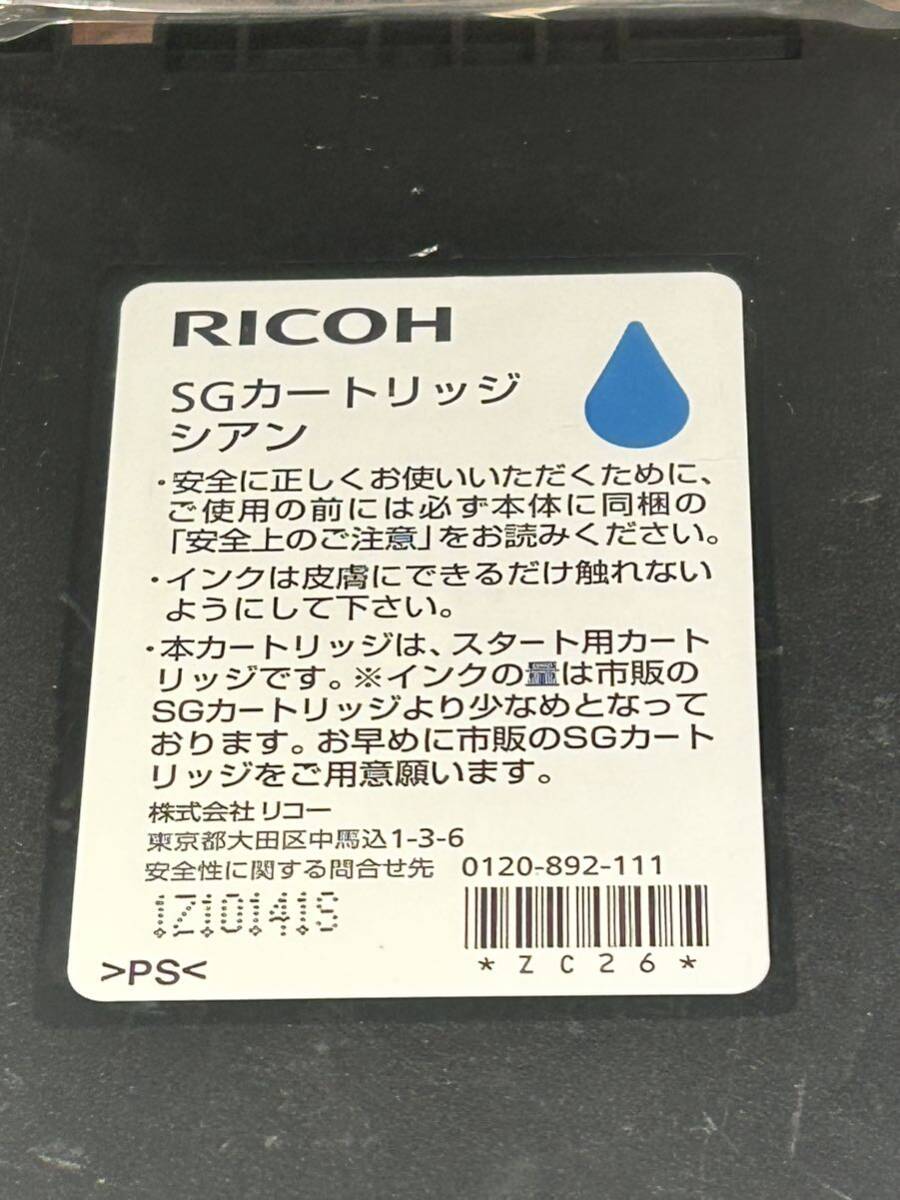 RICOH
SGカートリッジ
シアン
・安全に正しくお使いいただくために、
ご使用の前には必ず本体に同梱の
「安全上のご注意」をお読みください。
・インクは皮膚にできるだけ触れない
ようにして下さい。
・本カートリッジは、スタート用カート
リッジです。※インクの量は市販の
SGカートリッジより少なめとなって
おります。お早めに市販のSGカート
リッジをご用意願います。
株式会社 リコー
東京都大田区中馬込1-3-6
安全性に関する問合せ先 0120-892-111
1Z10141S
*ZC26*
>PS<